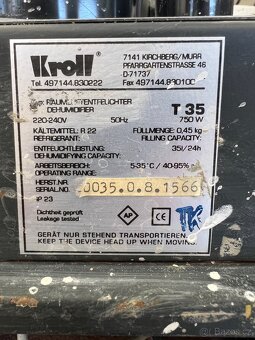 Kroll
7141 KIRCHBERG/MURR
PFARRGARTENSTRASSE 46
D-71737
Tel. 497144.830222
Fax 497144.830100
RAUMLUFTENTFEUCHTER
DEHUMIDIFIER
T 35
220-240V 50Hz 750 W
KÄLTEMITTEL: R 22
REFRIGERANT:
FÜLLMENGE: 0,45 kg
FILLING CAPACITY:
ENTFEUCHTLEISTUNG: 35l/24h
DEHUMIDIFYING CAPACITY:
ARBEITSBEREICH: 5-35°C / 40-95%
OPERATING RANGE:
HERST.NR.
SERIAL.NO. 0035.0.8.1566
IP 23
Dichtheit geprüft
Leakage tested
AP
TK
GERÄT NUR STEHEND TRANSPORTIEREN.
KEEP THE DEVICE HEAD UP WHEN MOVING.